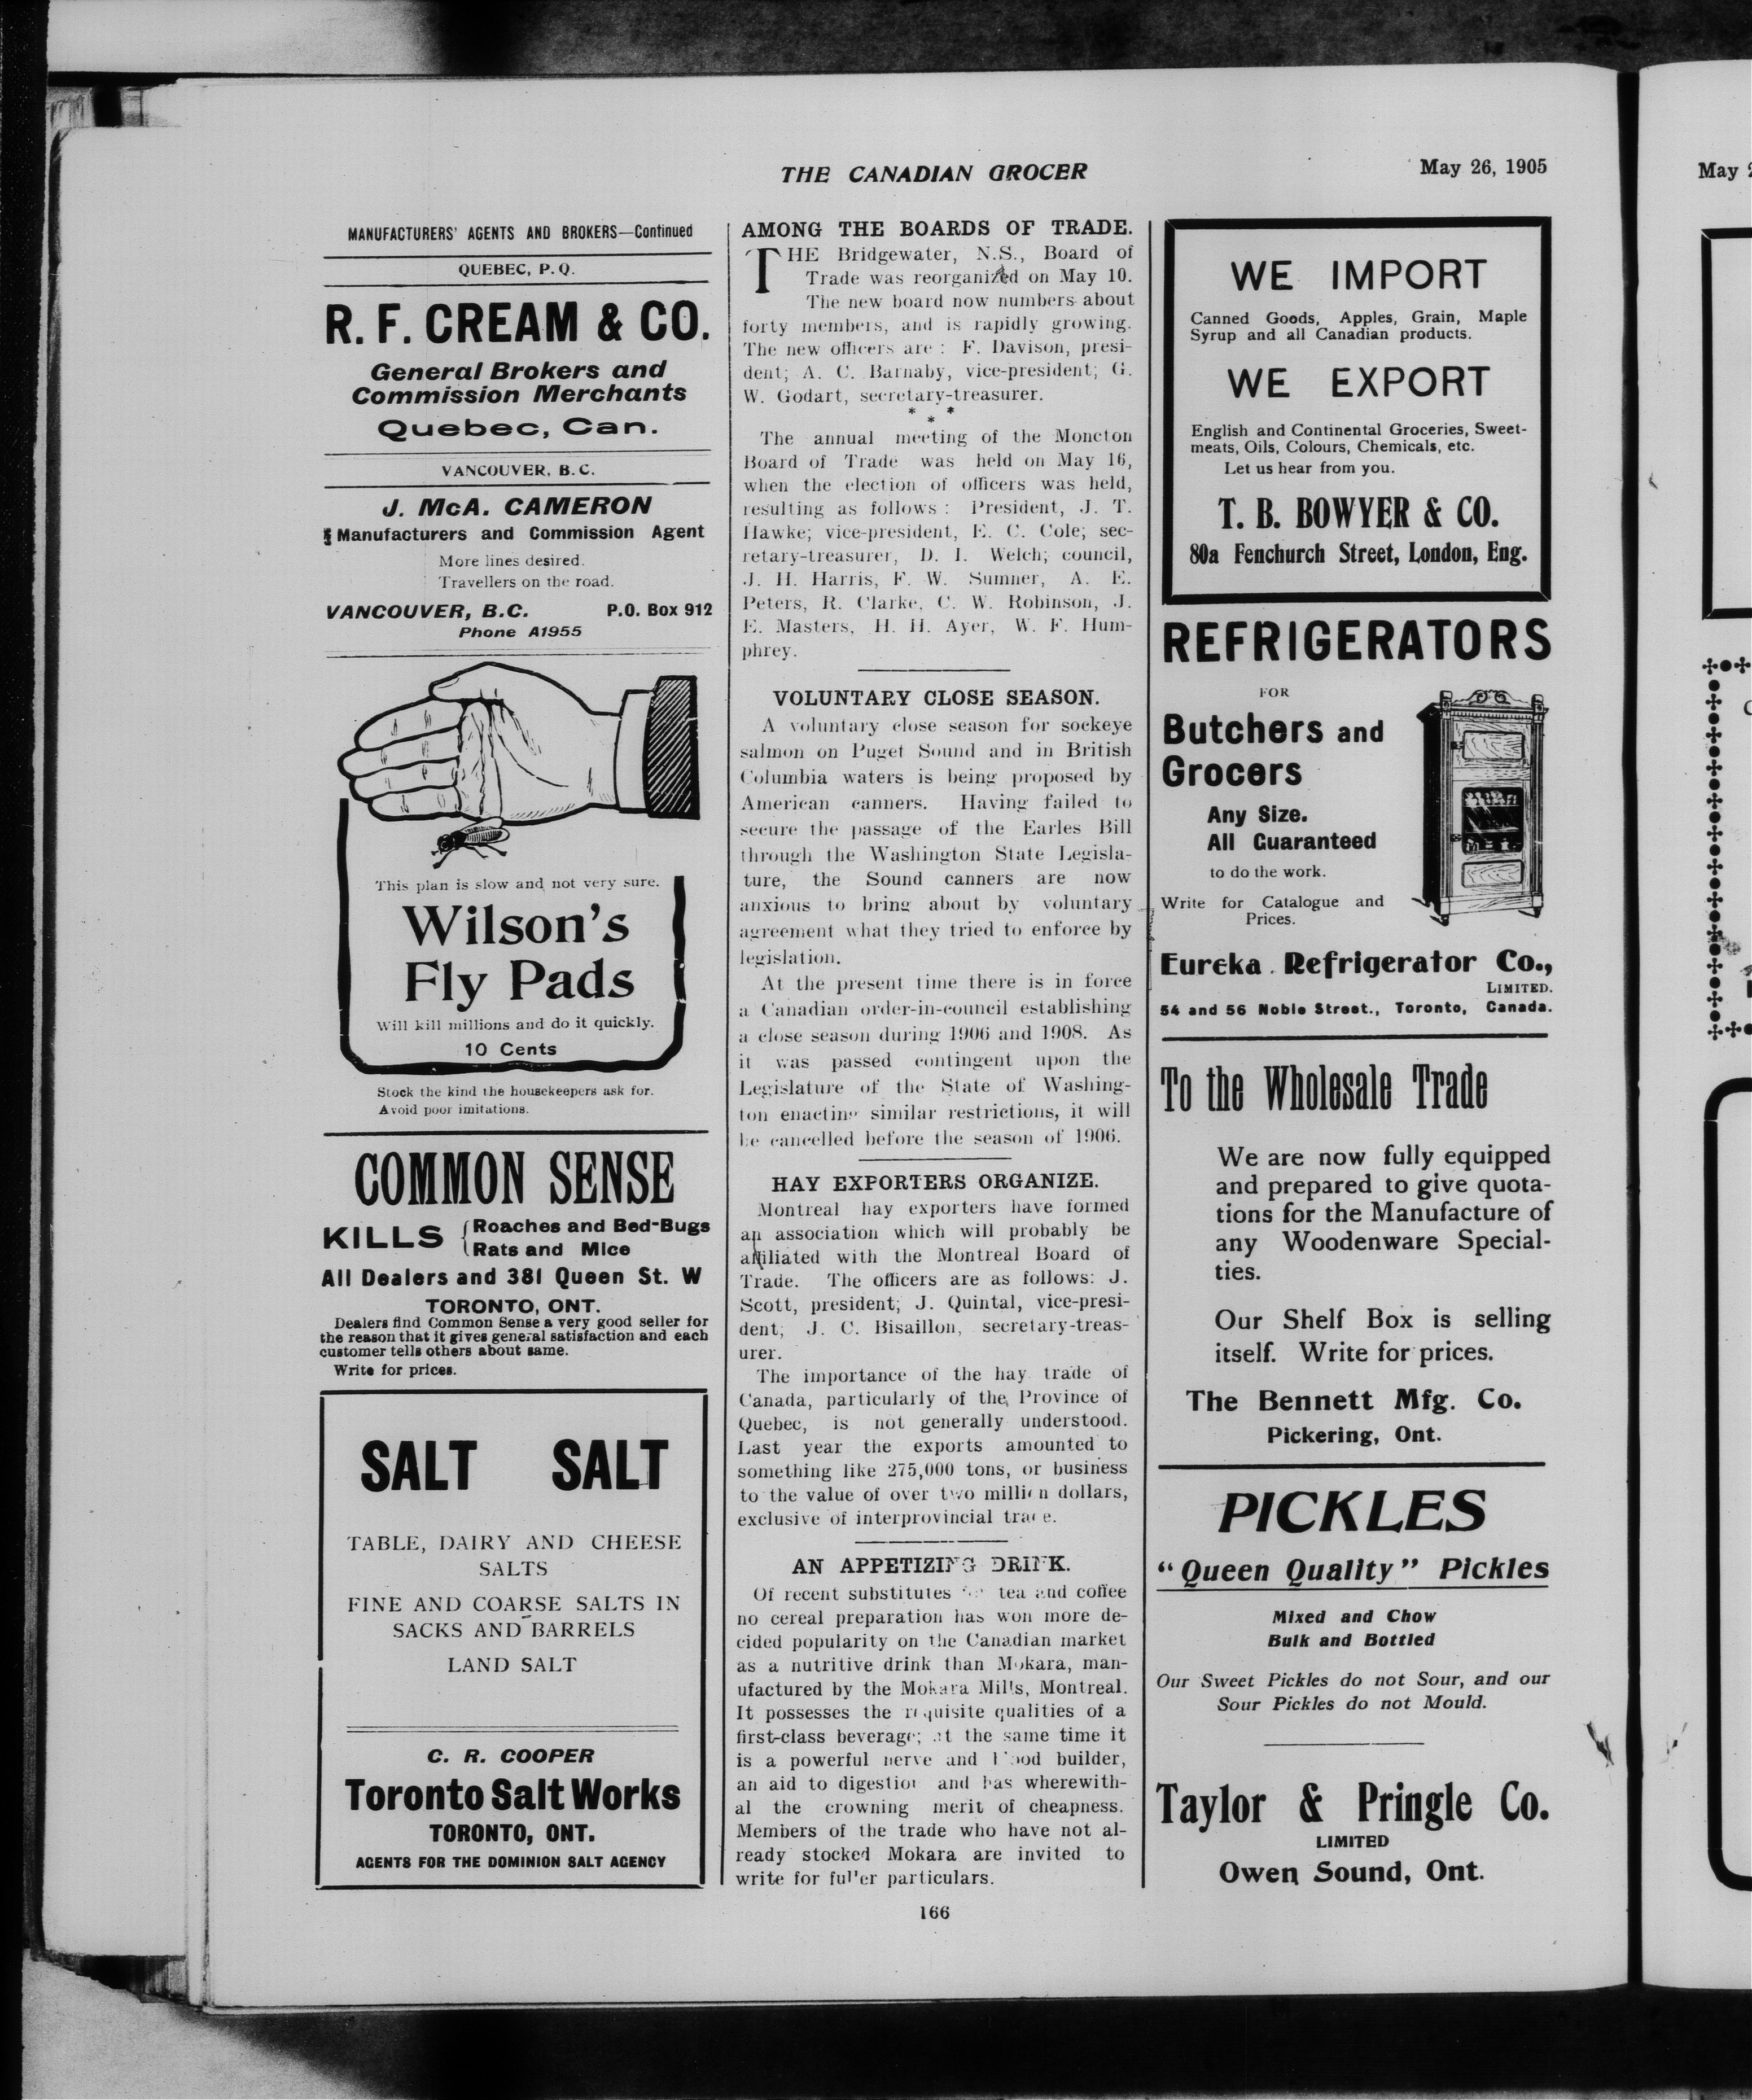 THE CANADIAN GROCER
May 26, 1905
MANUFACTURERS' AGENTS AND BROKERS—Continued
QUEBEC, P.Q.
R. F. CREAM & CO.
General Brokers and
Commission Merchants
Quebec, Can.
VANCOUVER, B.C.
J. McA. CAMERON
Manufacturers and Commission Agent
More lines desired.
Travellers on the road.
VANCOUVER, B.C. P.O. Box 912
Phone A1955
This plan is slow and not very sure.
Wilson's
Fly Pads
Will kill millions and do it quickly.
10 Cents
Stock the kind the housekeepers ask for.
Avoid poor imitations.
COMMON SENSE
KILLS { Roaches and Bed-Bugs
Rats and Mice
All Dealers and 381 Queen St. W
TORONTO, ONT.
Dealers find Common Sense a very good seller for
the reason that it gives general satisfaction and each
customer tells others about same.
Write for prices.
SALT SALT
TABLE, DAIRY AND CHEESE
SALTS
FINE AND COARSE SALTS IN
SACKS AND BARRELS
LAND SALT
C. R. COOPER
Toronto Salt Works
TORONTO, ONT.
AGENTS FOR THE DOMINION SALT AGENCY
AMONG THE BOARDS OF TRADE.
THE Bridgewater, N.S., Board of
Trade was reorganized on May 10.
The new board now numbers about
forty members, and is rapidly growing.
The new officers are : F. Davison, presi-
dent; A. C. Barnaby, vice-president; G.
W. Godart, secretary-treasurer.
* * *
The annual meeting of the Moncton
Board of Trade was held on May 16,
when the election of officers was held,
resulting as follows : President, J. T.
Hawke; vice-president, E. C. Cole; sec-
retary-treasurer, D. I. Welch; council,
J. H. Harris, F. W. Sumner, A. E.
Peters, R. Clarke, C. W. Robinson, J.
E. Masters, H. H. Ayer, W. F. Hum-
phrey.
VOLUNTARY CLOSE SEASON.
A voluntary close season for sockeye
salmon on Puget Sound and in British
Columbia waters is being proposed by
American canners. Having failed to
secure the passage of the Earles Bill
through the Washington State Legisla-
ture, the Sound canners are now
anxious to bring about by voluntary
agreement what they tried to enforce by
legislation.
At the present time there is in force
a Canadian order-in-council establishing
a close season during 1906 and 1908. As
it was passed contingent upon the
Legislature of the State of Washing-
ton enacting similar restrictions, it will
be cancelled before the season of 1906.
HAY EXPORTERS ORGANIZE.
Montreal hay exporters have formed
an association which will probably be
affiliated with the Montreal Board of
Trade. The officers are as follows: J.
Scott, president; J. Quintal, vice-presi-
dent; J. C. Bisaillon, secretary-treas-
urer.
The importance of the hay trade of
Canada, particularly of the Province of
Quebec, is not generally understood.
Last year the exports amounted to
something like 275,000 tons, or business
to the value of over two million dollars,
exclusive of interprovincial trade.
AN APPETIZING DRINK.
Of recent substitutes for tea and coffee
no cereal preparation has won more de-
cided popularity on the Canadian market
as a nutritive drink than Mokara, man-
ufactured by the Mokara Mills, Montreal.
It possesses the requisite qualities of a
first-class beverage; at the same time it
is a powerful nerve and blood builder,
an aid to digestion and has wherewith-
al the crowning merit of cheapness.
Members of the trade who have not al-
ready stocked Mokara are invited to
write for fuller particulars.
166
WE IMPORT
Canned Goods, Apples, Grain, Maple
Syrup and all Canadian products.
WE EXPORT
English and Continental Groceries, Sweet-
meats, Oils, Colours, Chemicals, etc.
Let us hear from you.
T. B. BOWYER & CO.
80a Fenchurch Street, London, Eng.
REFRIGERATORS
FOR
Butchers and
Grocers
Any Size.
All Guaranteed
to do the work.
Write for Catalogue and
Prices.
Eureka Refrigerator Co.,
LIMITED.
54 and 56 Noble Street., Toronto, Canada.
To the Wholesale Trade
We are now fully equipped
and prepared to give quota-
tions for the Manufacture of
any Woodenware Special-
ties.
Our Shelf Box is selling
itself. Write for prices.
The Bennett Mfg. Co.
Pickering, Ont.
PICKLES
"Queen Quality" Pickles
Mixed and Chow
Bulk and Bottled
Our Sweet Pickles do not Sour, and our
Sour Pickles do not Mould.
Taylor & Pringle Co.
LIMITED
Owen Sound, Ont.
May